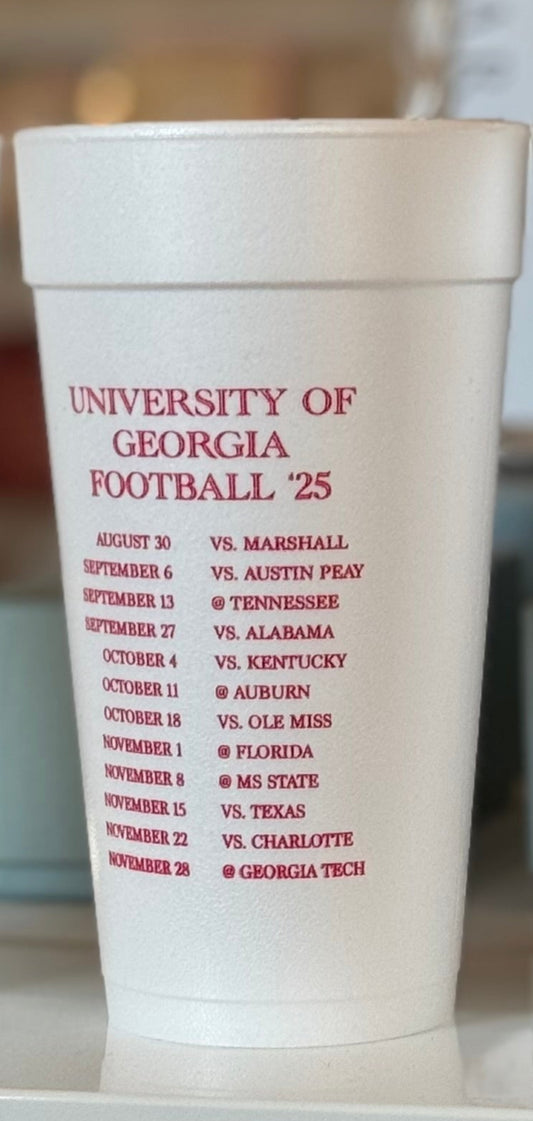 UNIVERSITY OF
GEORGIA
FOOTBALL '25
AUGUST 30 VS. MARSHALL
SEPTEMBER 6 VS. AUSTIN PEAY
SEPTEMBER 13 @ TENNESSEE
SEPTEMBER 27 VS. ALABAMA
OCTOBER 4 VS. KENTUCKY
OCTOBER 11 @ AUBURN
OCTOBER 18 VS. OLE MISS
NOVEMBER 1 @ FLORIDA
NOVEMBER 8 @ MS STATE
NOVEMBER 15 VS. TEXAS
NOVEMBER 22 VS. CHARLOTTE
NOVEMBER 28 @ GEORGIA TECH